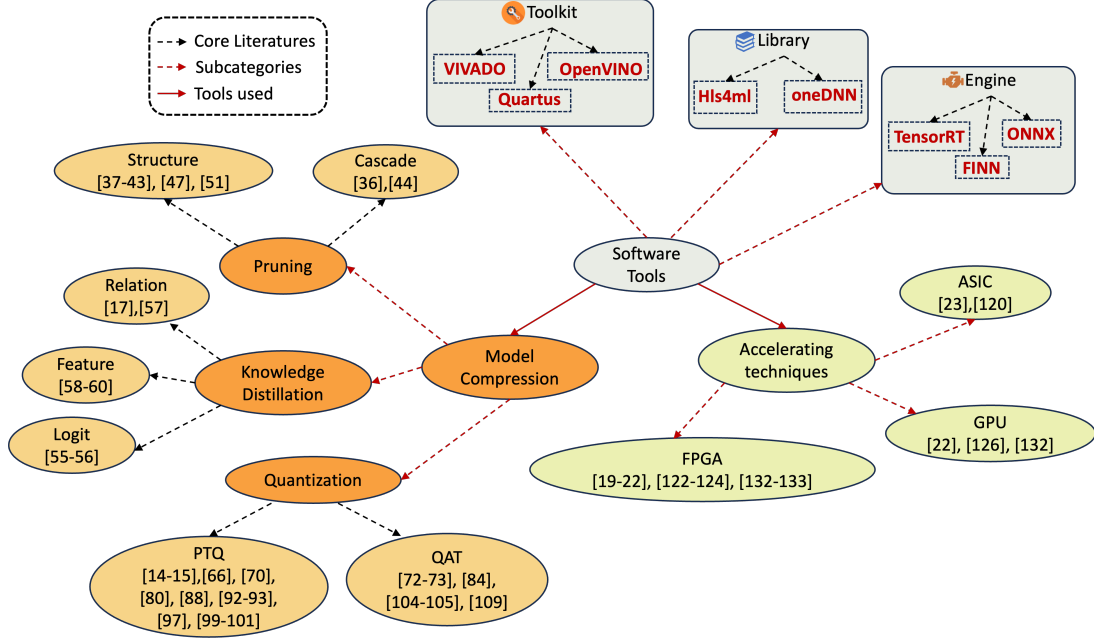 Core Literatures
Subcategories
Tools used
Toolkit
VIVADO
OpenVINO
Quartus
Library
Hls4ml
oneDNN
Engine
TensorRT
ONNX
FINN
Structure
[37-43], [47], [51]
Cascade
[36],[44]
Pruning
Software
Tools
Relation
[17],[57]
ASIC
[23],[120]
Feature
[58-60]
Knowledge
Distillation
Model
Compression
Accelerating
techniques
Logit
[55-56]
GPU
[22], [126], [132]
FPGA
[19-22], [122-124], [132-133]
Quantization
PTQ
[14-15],[66], [70],
[80], [88], [92-93],
[97], [99-101]
QAT
[72-73], [84],
[104-105], [109]